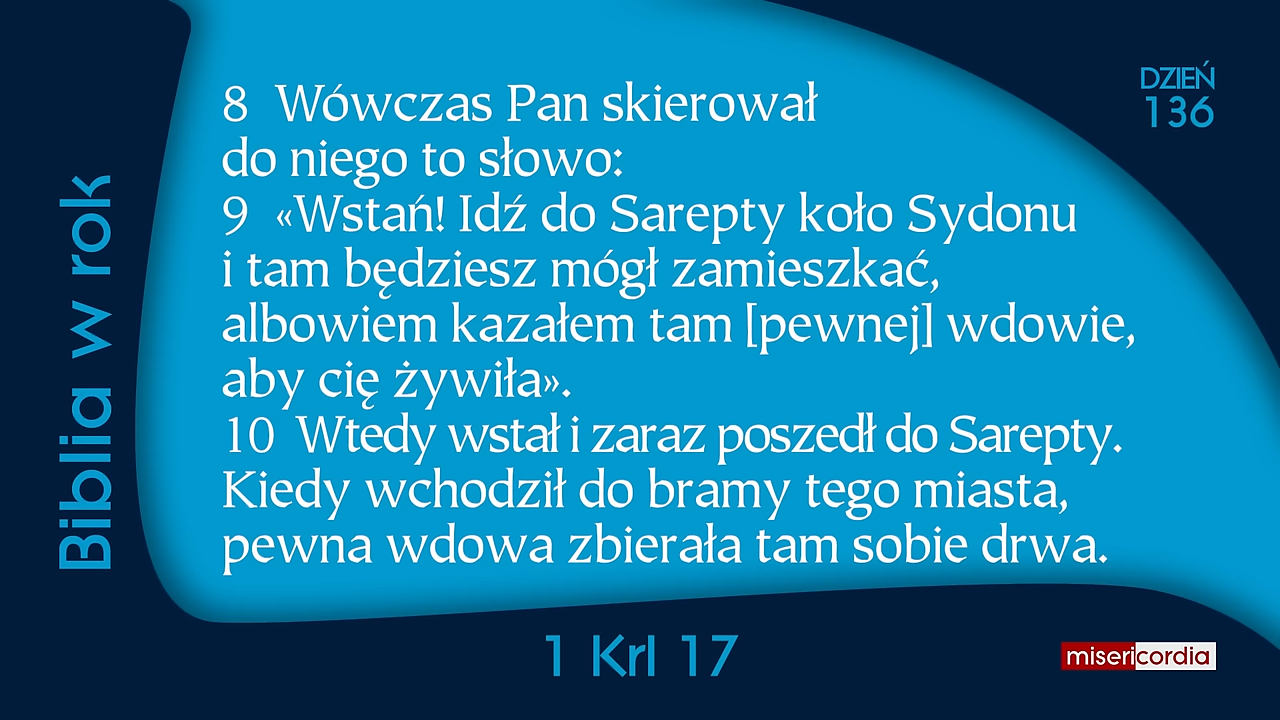 DZIEŃ
136
Biblia w rok
8 Wówczas Pan skierował
do niego to słowo:
9 «Wstań! Idź do Sarepty koło Sydonu
i tam będziesz mógł zamieszkać,
albowiem kazałem tam [pewnej] wdowie,
aby cię żywiła».
10 Wtedy wstał i zaraz poszedł do Sarepty.
Kiedy wchodził do bramy tego miasta,
pewna wdowa zbierała tam sobie drwa.
1 Krl 17
misericordia